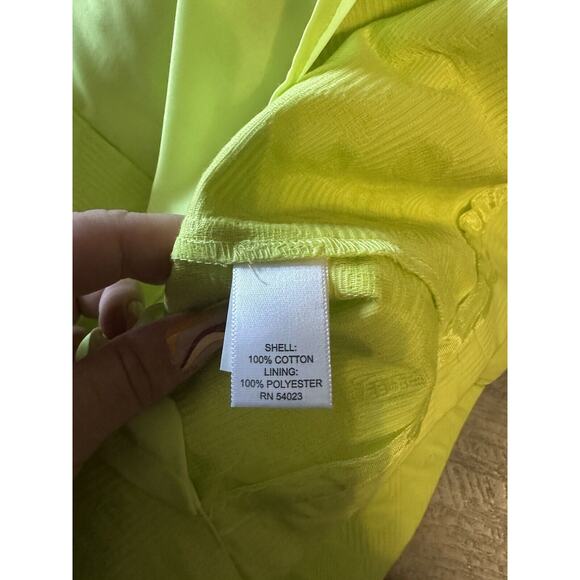 SHELL:
100% COTTON
LINING:
100% POLYESTER
RN 54023